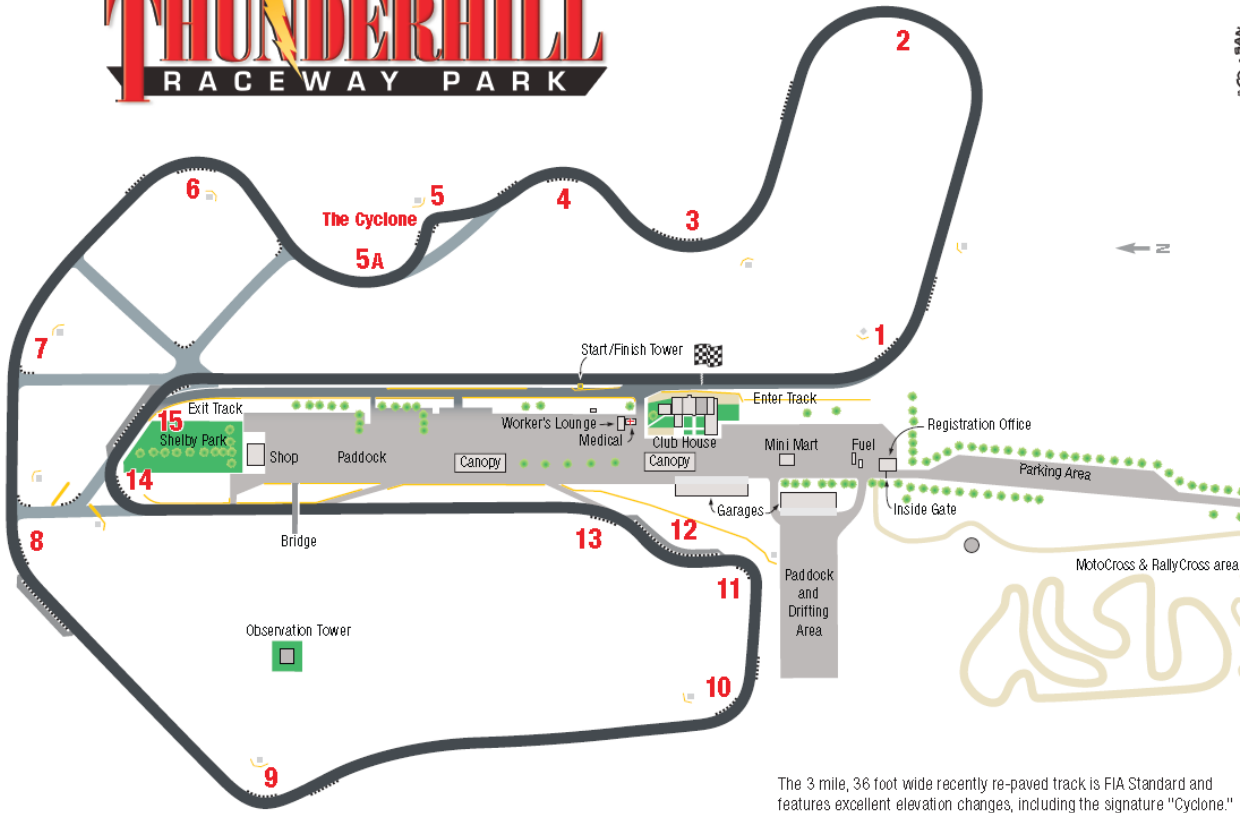 THUNDERHILL
RACEWAY PARK
2
6
5
4
The Cyclone
3
5A
N
1
7
Start/Finish Tower
Enter Track
Exit Track
15
Shelby Park
Worker's Lounge
Medical
Club House
Registration Office
Shop
Paddock
Canopy
Canopy
Mini Mart
Fuel
Parking Area
14
Garages
Inside Gate
8
Bridge
13
12
11
MotoCross & RallyCross area
Paddock
and
Drifting
Area
Observation Tower
10
9
The 3 mile, 36 foot wide recently re-paved track is FIA Standard and
features excellent elevation changes, including the signature "Cyclone."